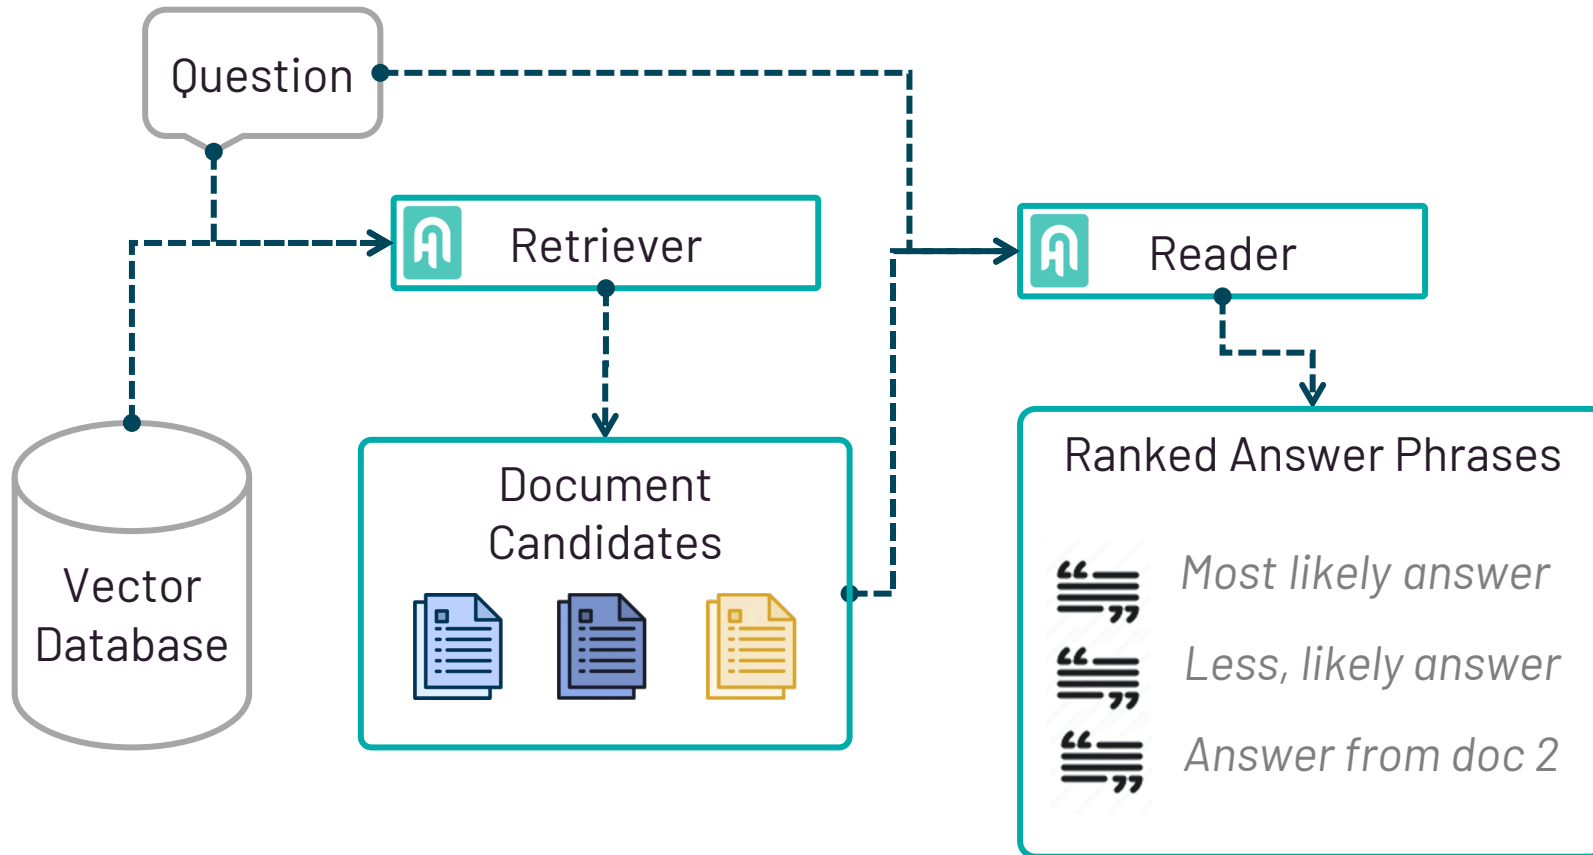 Question
Retriever
Reader
Vector
Database
Document
Candidates
Ranked Answer Phrases
Most likely answer
Less, likely answer
Answer from doc 2